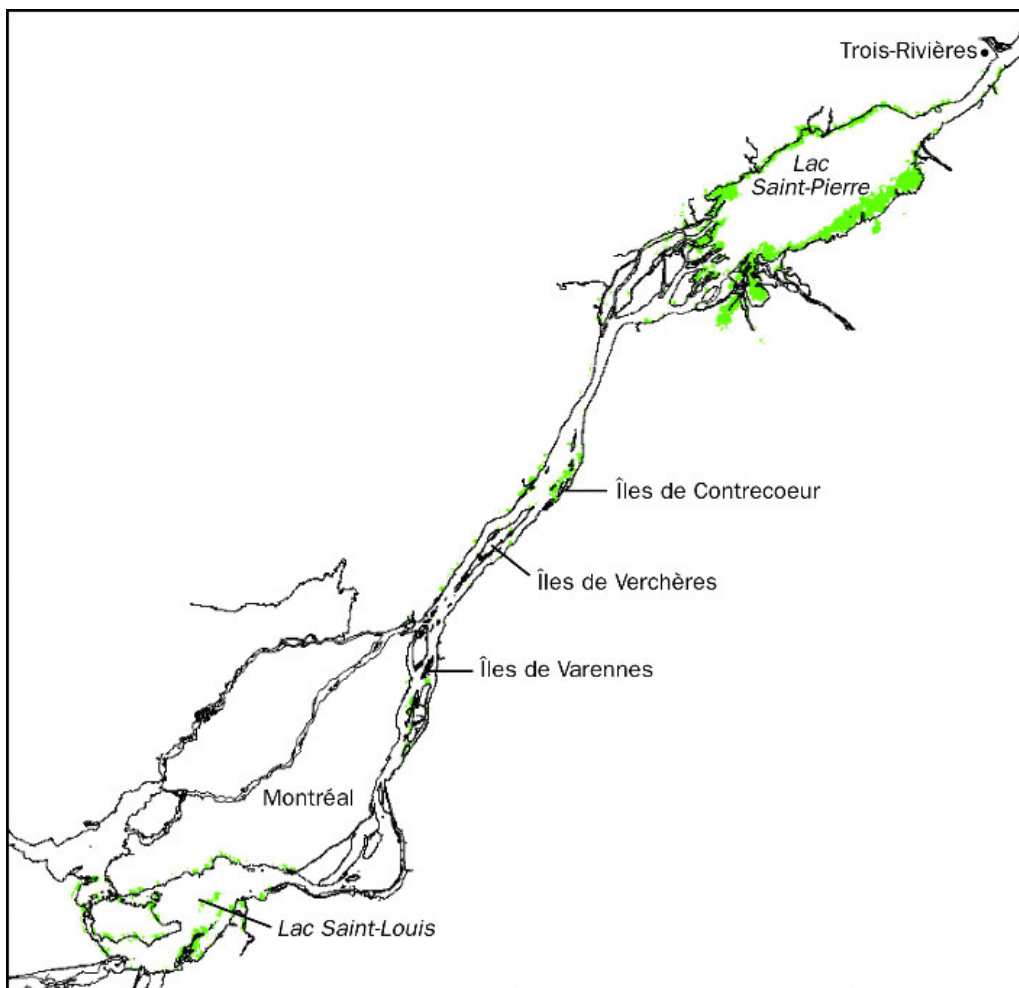 Trois-Rivières
Lac
Saint-Pierre
Îles de Contrecoeur
Îles de Verchères
Îles de Varennes
Montréal
Lac Saint-Louis